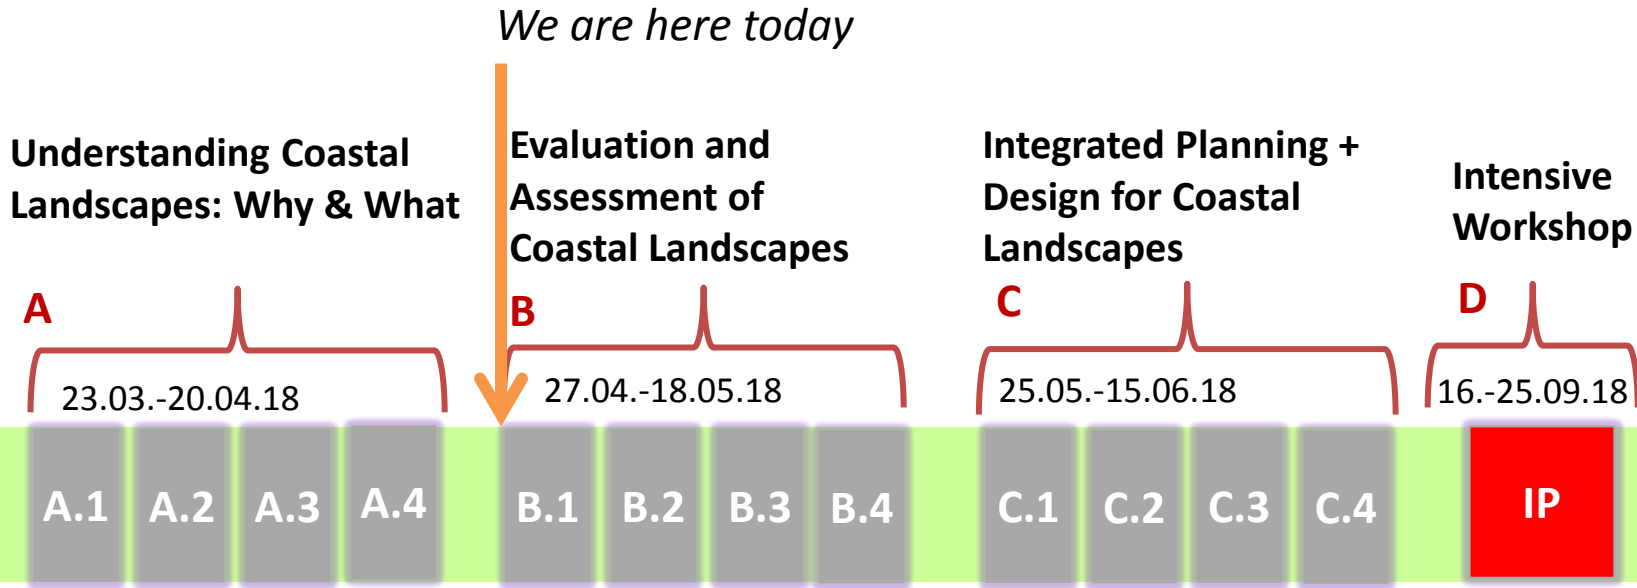 We are here today
Understanding Coastal
Landscapes: Why & What
Evaluation and
Assessment of
Coastal Landscapes
Integrated Planning +
Design for Coastal
Landscapes
Intensive
Workshop
A
B
C
D
23.03.-20.04.18
27.04.-18.05.18
25.05.-15.06.18
16.-25.09.18
A.1
A.2
A.3
A.4
B.1
B.2
B.3
B.4
C.1
C.2
C.3
C.4
IP